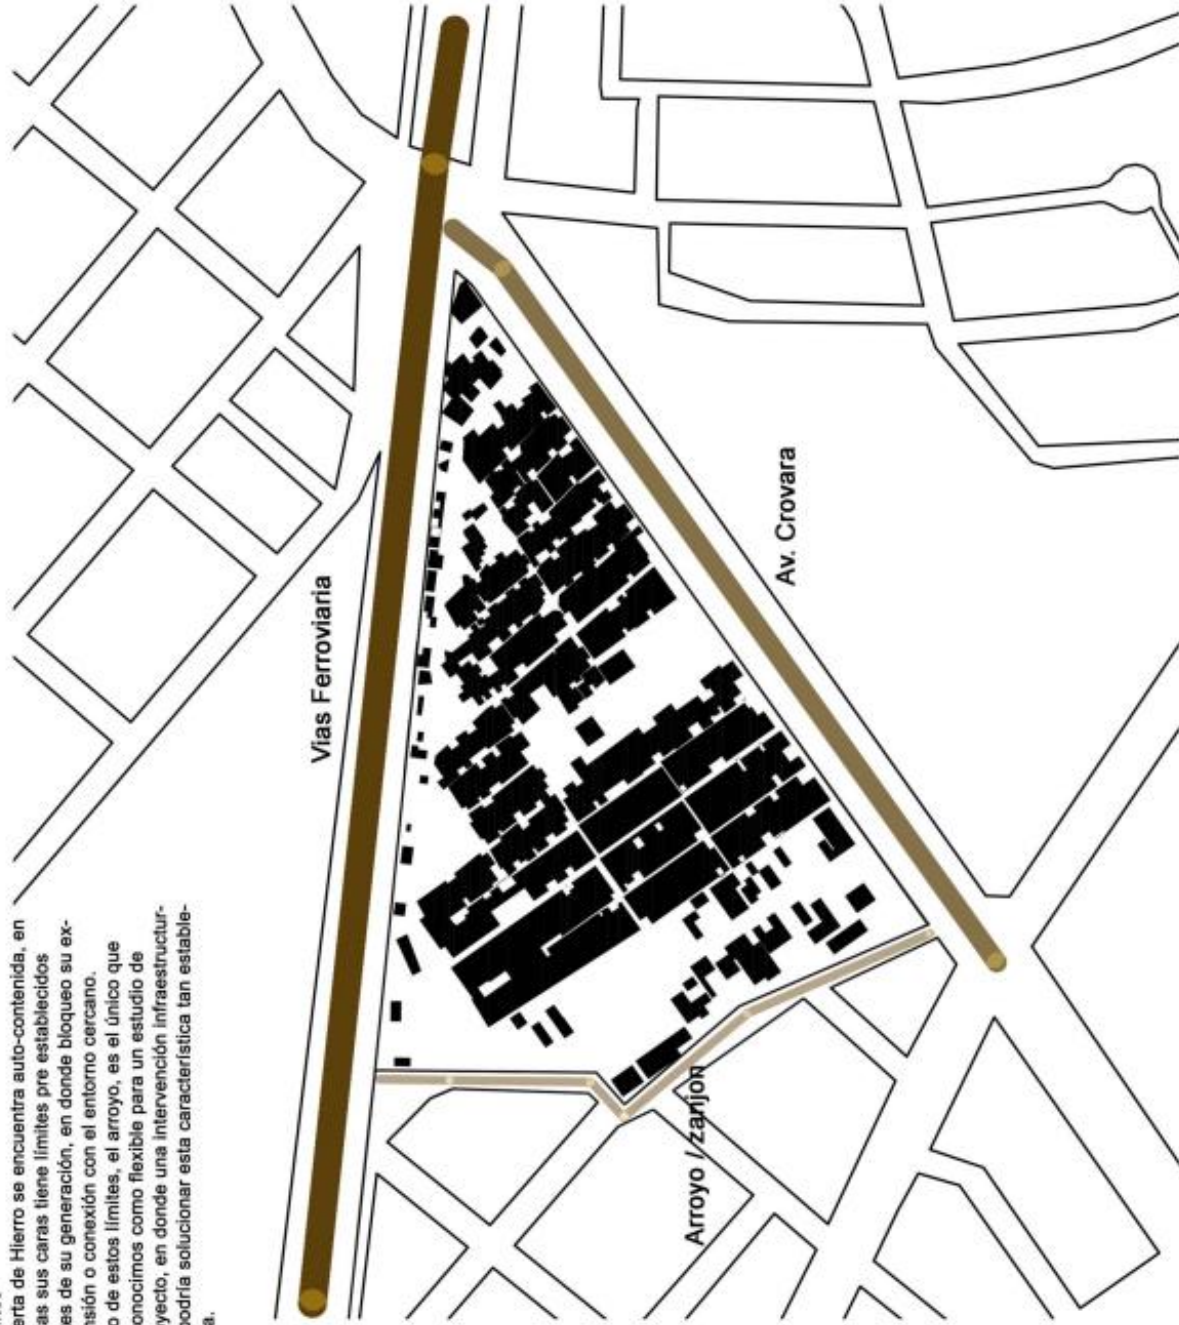 erta de Hierro se encuentra auto-contenida, en
as sus caras tiene límites pre establecidos
es de su generación, en donde bloqueo su ex-
nsión o conexión con el entorno cercano.
o de estos límites, el arroyo, es el único que
onocimos como flexible para un estudio de
yecto, en donde una intervención infraestructur-
podría solucionar esta característica tan estable-
a.
Vias Ferroviaria
Av. Crovara
Arroyo / zanjon